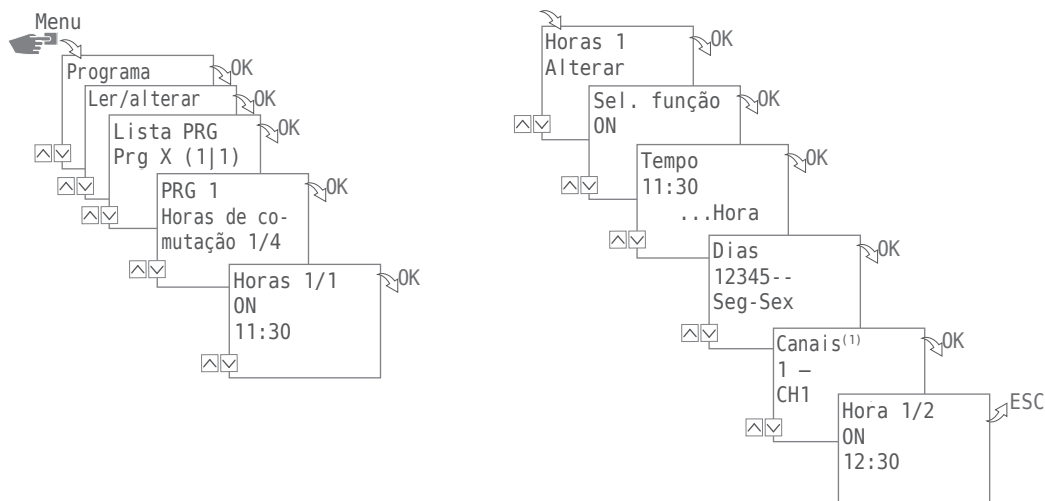 Menu
Programa
OK
Ler/alterar
OK
Lista PRG
Prg X (1|1)
OK
PRG 1
Horas de co-
mutação 1/4
OK
Horas 1/1
ON
11:30
OK
Horas 1
Alterar
OK
Sel. função
ON
OK
Tempo
11:30
...Hora
OK
Dias
12345--
Seg-Sex
OK
Canais(1)
1 –
CH1
OK
Hora 1/2
ON
12:30
ESC